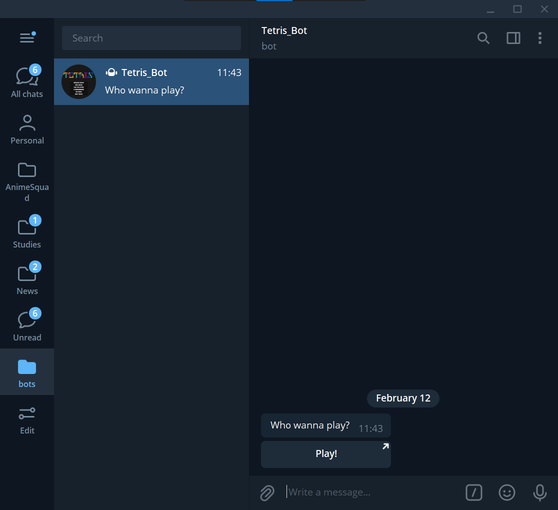 Search
Tetris_Bot
bot
6
All chats
Personal
AnimeSqua
d
1
Studies
2
News
6
Unread
bots
Edit
TETRIS
Tetris_Bot 11:43
Who wanna play?
February 12
Who wanna play? 11:43
Play!
Write a message...